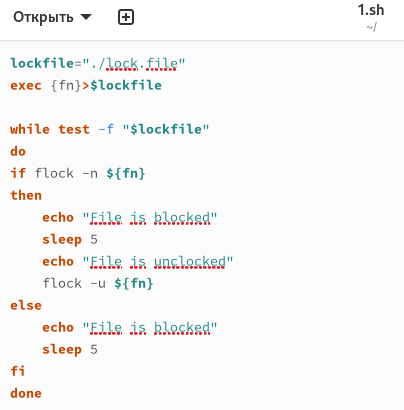 Открыть
1.sh
~/
lockfile="./lock.file"
exec {fn}>$lockfile
while test -f "$lockfile"
do
if flock -n ${fn}
then
    echo "File is blocked"
    sleep 5
    echo "File is unclocked"
    flock -u ${fn}
else
    echo "File is blocked"
    sleep 5
fi
done